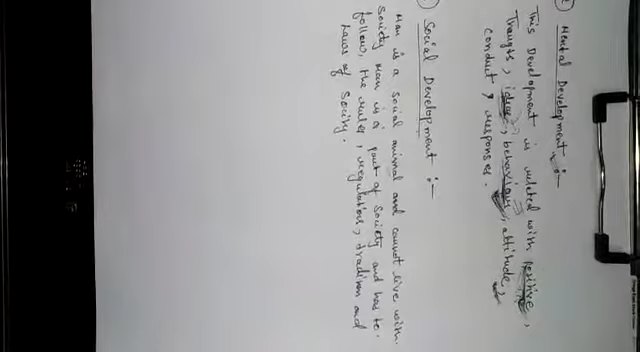 Mental Development :-
This Development is related with positive,
Thoughts, ideas, behaviour, attitude,
conduct & responses.
Social Development :-
Man is a social animal and cannot live with.
Society Man is a part of Society and has to.
follow, the rules, regulations, tradition and
Laws of Society.